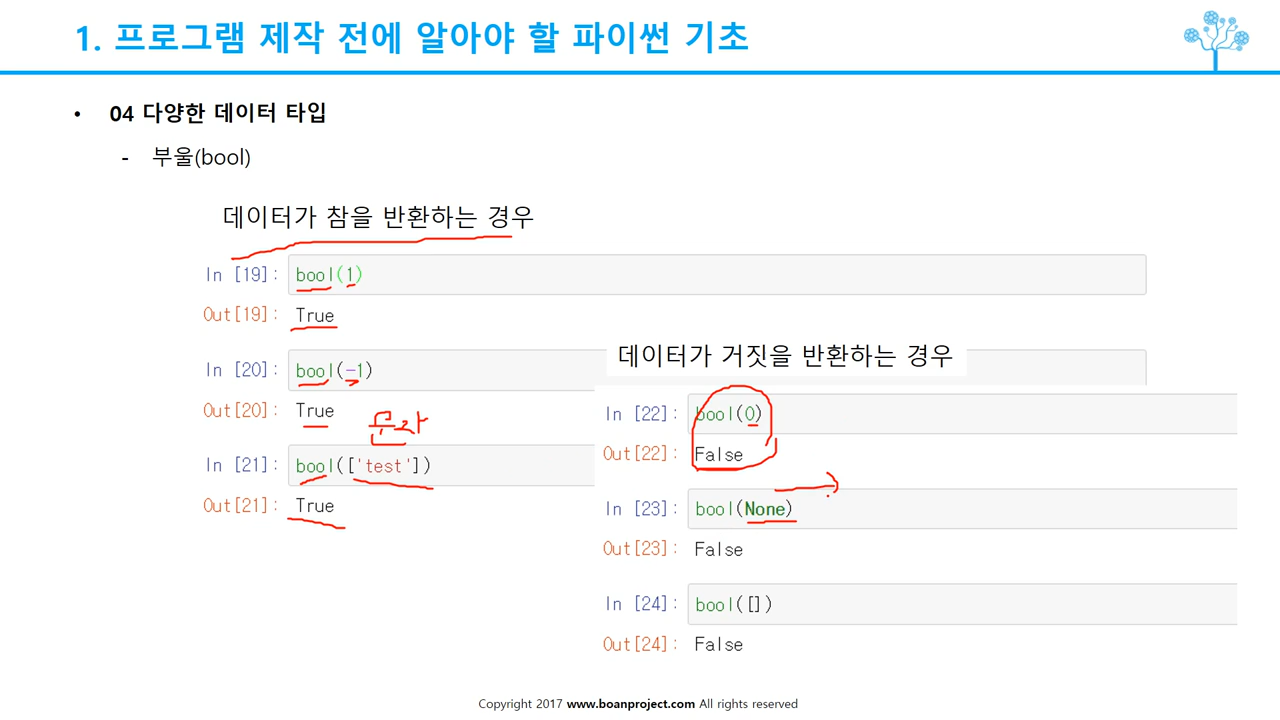 1. 프로그램 제작 전에 알아야 할 파이썬 기초
• 04 다양한 데이터 타입
- 부울(bool)
데이터가 참을 반환하는 경우
In [19]: bool(1)
Out[19]: True
In [20]: bool(-1)
Out[20]: True
문자
In [21]: bool(['test'])
Out[21]: True
데이터가 거짓을 반환하는 경우
In [22]: bool(0)
Out[22]: False
In [23]: bool(None)
Out[23]: False
In [24]: bool([])
Out[24]: False
Copyright 2017 www.boanproject.com All rights reserved